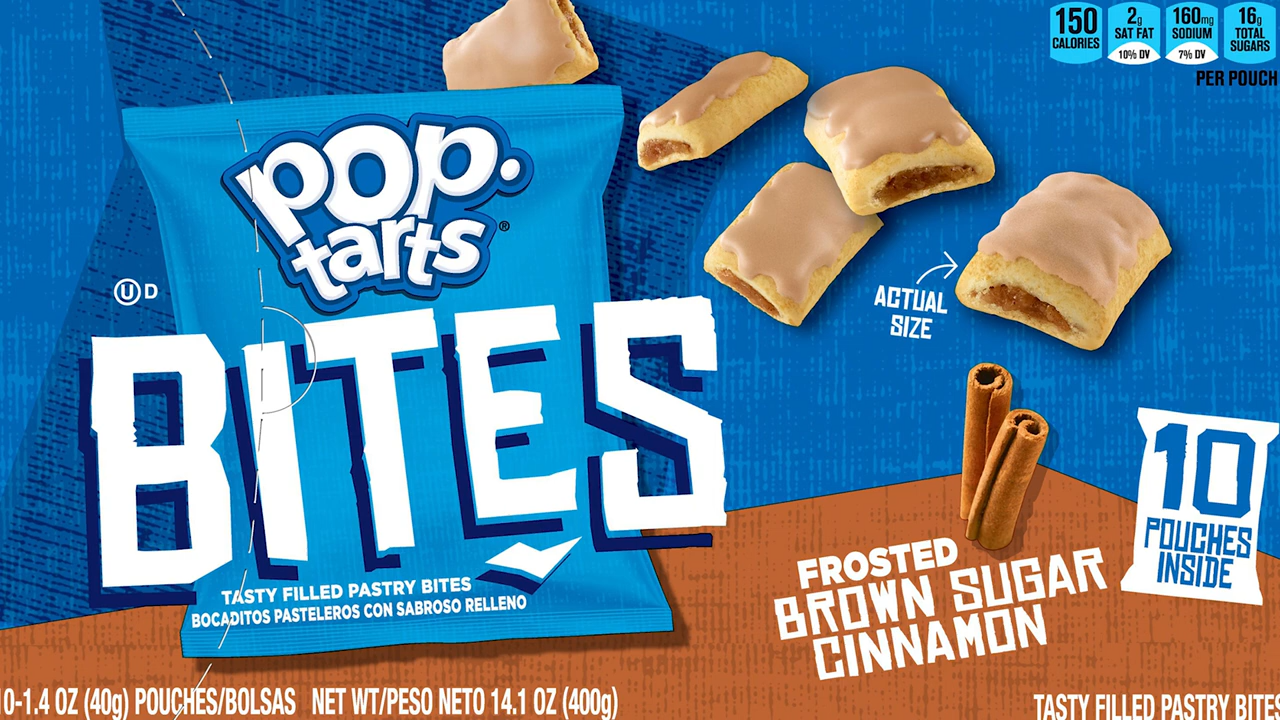 150
CALORIES
2g
SAT FAT
10% DV
160mg
SODIUM
7% DV
16g
TOTAL
SUGARS
PER POUCH
POP.
tarts®
U D
ACTUAL
SIZE
BITES
TASTY FILLED PASTRY BITES
BOCADITOS PASTELEROS CON SABROSO RELLENO
10
POUCHES
INSIDE
FROSTED
BROWN SUGAR
CINNAMON
0-1.4 OZ (40g) POUCHES/BOLSAS NET WT/PESO NETO 14.1 OZ (400g)
TASTY FILLED PASTRY BITES